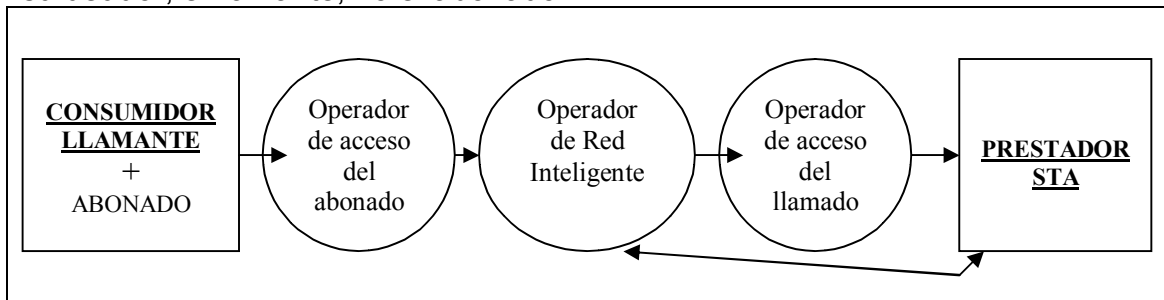 CONSUMIDOR
LLAMANTE
+
ABONADO
Operador
de acceso
del
abonado
Operador
de Red
Inteligente
Operador
de acceso
del
llamado
PRESTADOR
STA